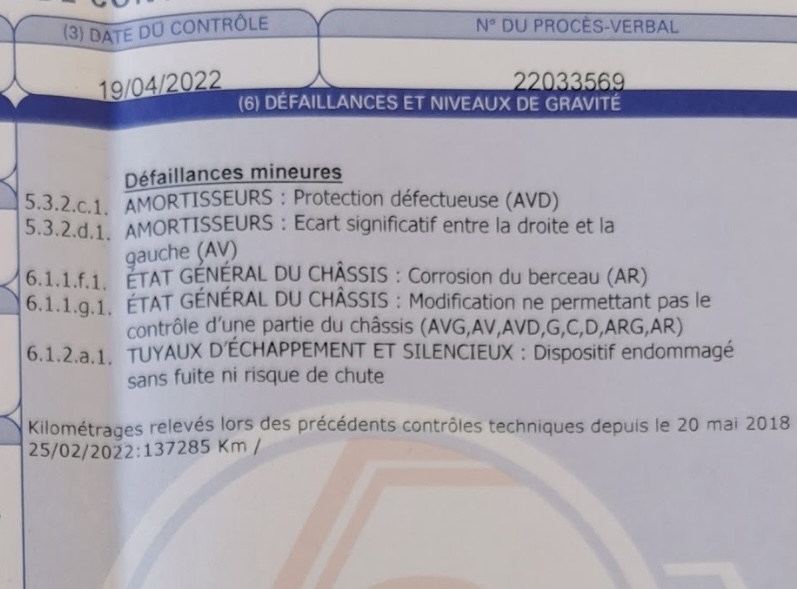 (3) DATE DU CONTRÔLE
N° DU PROCÈS-VERBAL
19/04/2022
22033569
(6) DÉFAILLANCES ET NIVEAUX DE GRAVITÉ
Défaillances mineures
5.3.2.c.1. AMORTISSEURS : Protection défectueuse (AVD)
5.3.2.d.1. AMORTISSEURS : Ecart significatif entre la droite et la
gauche (AV)
6.1.1.f.1. ÉTAT GÉNÉRAL DU CHÂSSIS : Corrosion du berceau (AR)
6.1.1.g.1. ÉTAT GÉNÉRAL DU CHÂSSIS : Modification ne permettant pas le
contrôle d'une partie du châssis (AVG,AV,AVD,G,C,D,ARG,AR)
6.1.2.a.1. TUYAUX D'ÉCHAPPEMENT ET SILENCIEUX : Dispositif endommagé
sans fuite ni risque de chute
Kilométrages relevés lors des précédents contrôles techniques depuis le 20 mai 2018
25/02/2022:137285 Km /